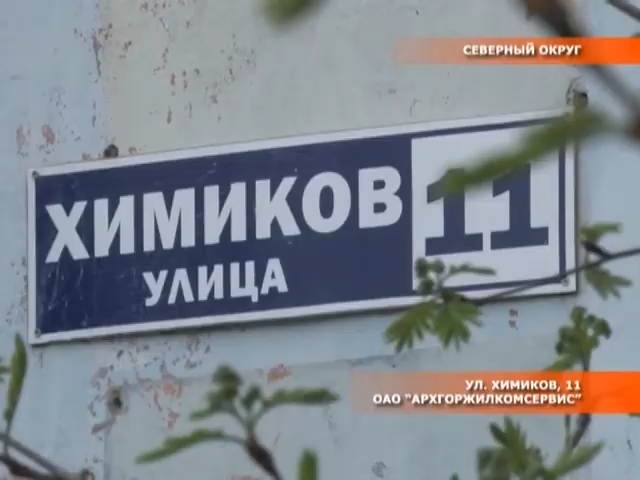 СЕВЕРНЫЙ ОКРУГ
ХИМИКОВ 11
УЛИЦА
УЛ. ХИМИКОВ, 11
ОАО "АРХГОРЖИЛКОМСЕРВИС"